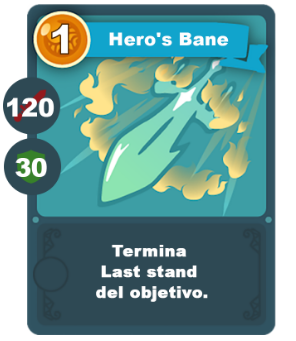 1
Hero's Bane
120
30
Termina
Last stand
del objetivo.